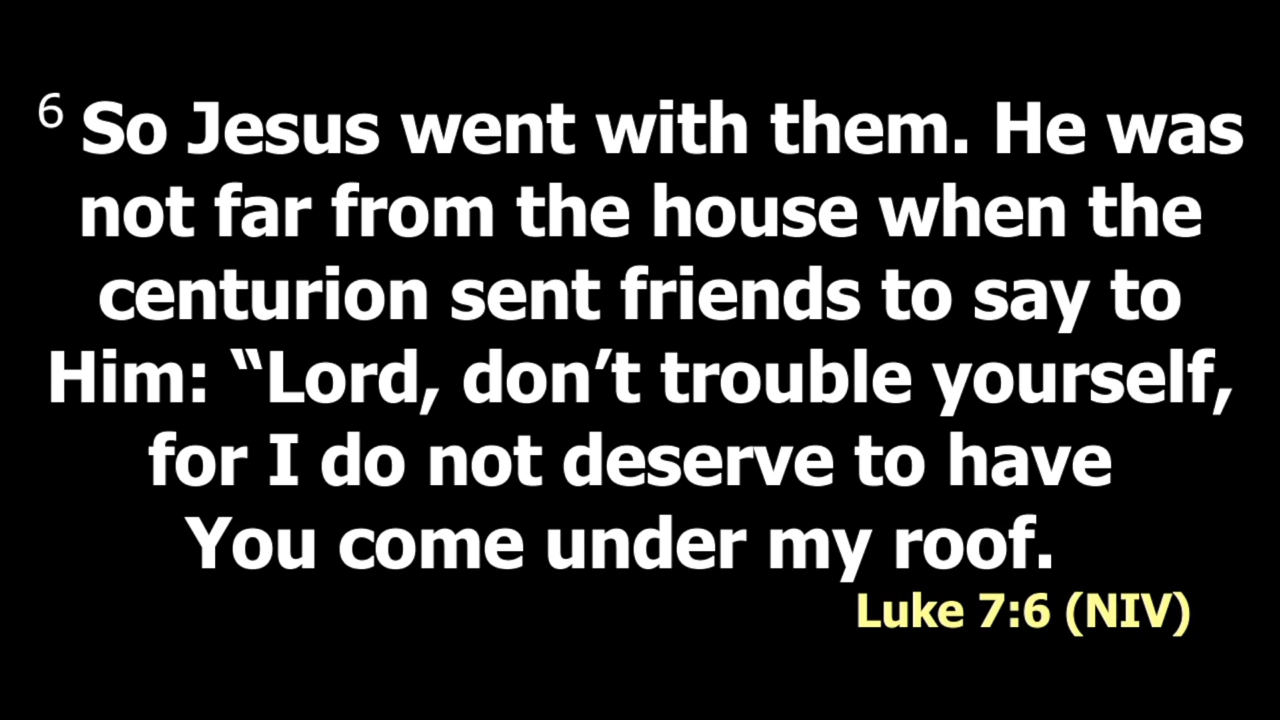 6 So Jesus went with them. He was
not far from the house when the
centurion sent friends to say to
Him: “Lord, don’t trouble yourself,
for I do not deserve to have
You come under my roof.
Luke 7:6 (NIV)